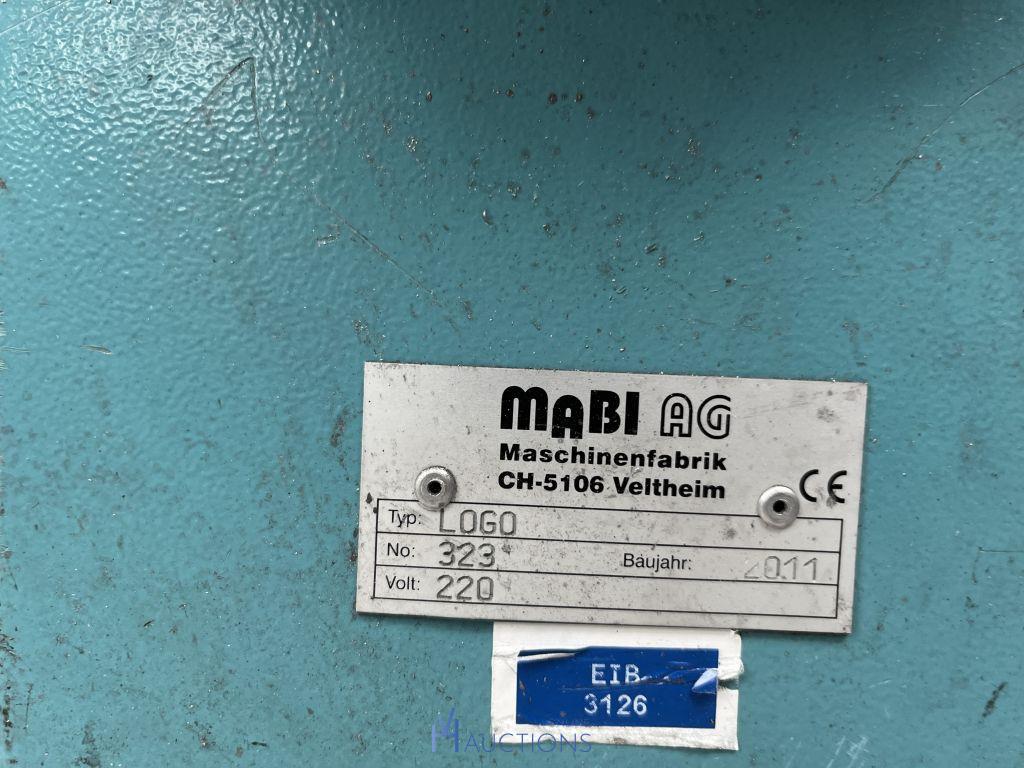 MABI AG
Maschinenfabrik
CH-5106 Veltheim
CE
Typ: LOGO
No: 323 Baujahr: 2011
Volt: 220
EIB
3126
AUCTIONS